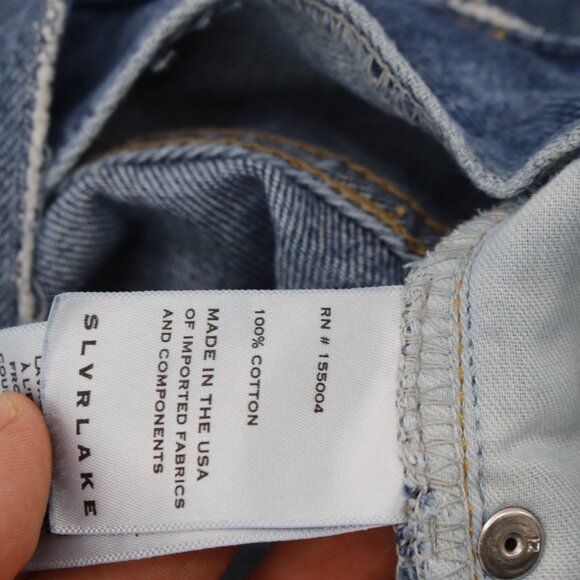 RN # 155004
100% COTTON
MADE IN THE USA
OF IMPORTED FABRICS
AND COMPONENTS
SLVRLAKE